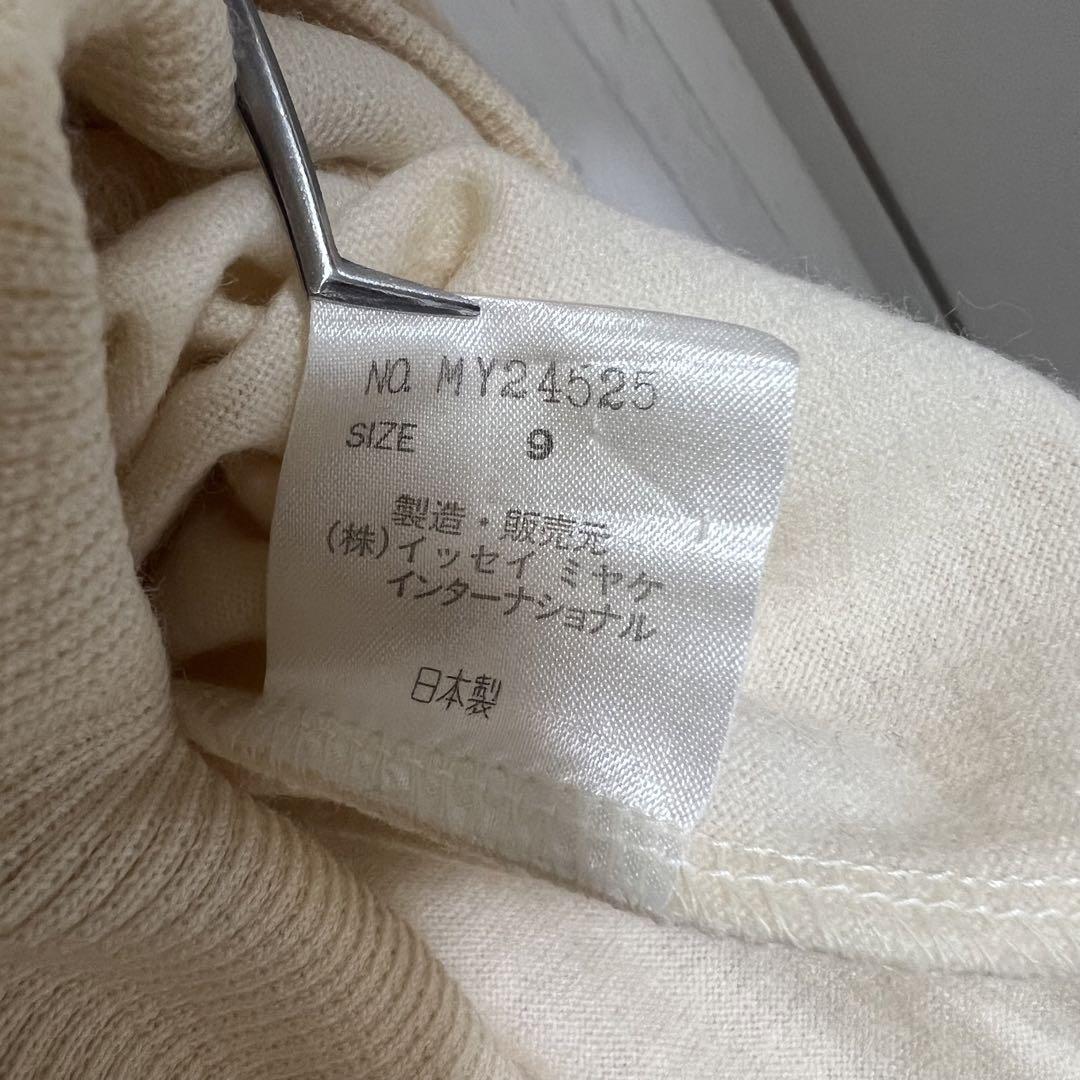 NO. MY24525
SIZE 9
製造・販売元
(株)イッセイ ミヤケ
インターナショナル
日本製